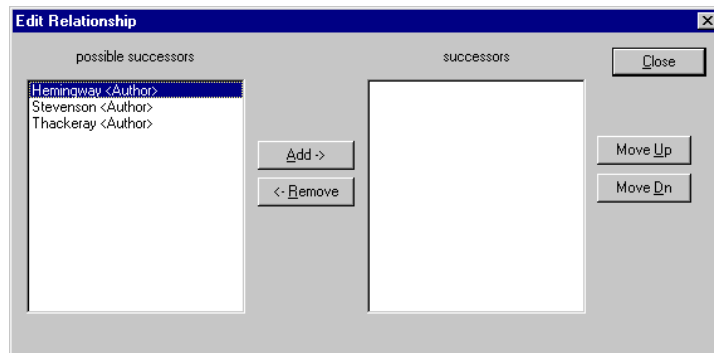 Edit Relationship
possible successors
successors
Close
Hemingway <Author>
Stevenson <Author>
Thackeray <Author>
Add ->
<- Remove
Move Up
Move Dn